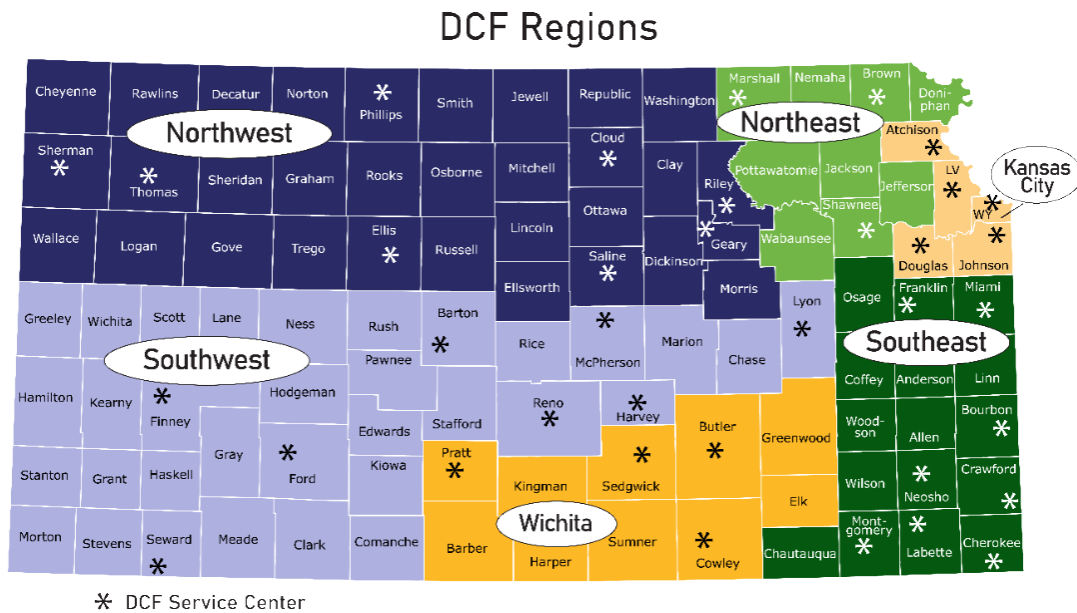 DCF Regions
Cheyenne
Rawlins
Decatur
Norton
Phillips
Smith
Jewell
Republic
Washington
Marshall
Nemaha
Brown
Doni-
phan
Northwest
Northeast
Atchison
Kansas
City
Sherman
Thomas
Sheridan
Graham
Rooks
Osborne
Mitchell
Cloud
Clay
Riley
Pottawatomie
Jackson
Jefferson
LV
WY
Wallace
Logan
Gove
Trego
Ellis
Russell
Lincoln
Ottawa
Saline
Dickinson
Geary
Wabaunsee
Shawnee
Douglas
Johnson
Ellsworth
Morris
Greeley
Wichita
Scott
Lane
Ness
Rush
Barton
Rice
McPherson
Marion
Chase
Lyon
Osage
Franklin
Miami
Southwest
Southeast
Pawnee
Hamilton
Kearny
Finney
Hodgeman
Edwards
Stafford
Reno
Harvey
Butler
Greenwood
Coffey
Anderson
Linn
Wood-
son
Allen
Bourbon
Stanton
Grant
Haskell
Gray
Ford
Kiowa
Pratt
Kingman
Sedgwick
Elk
Wilson
Neosho
Crawford
Wichita
Morton
Stevens
Seward
Meade
Clark
Comanche
Barber
Harper
Sumner
Cowley
Chautauqua
Mont-
gomery
Labette
Cherokee
* DCF Service Center